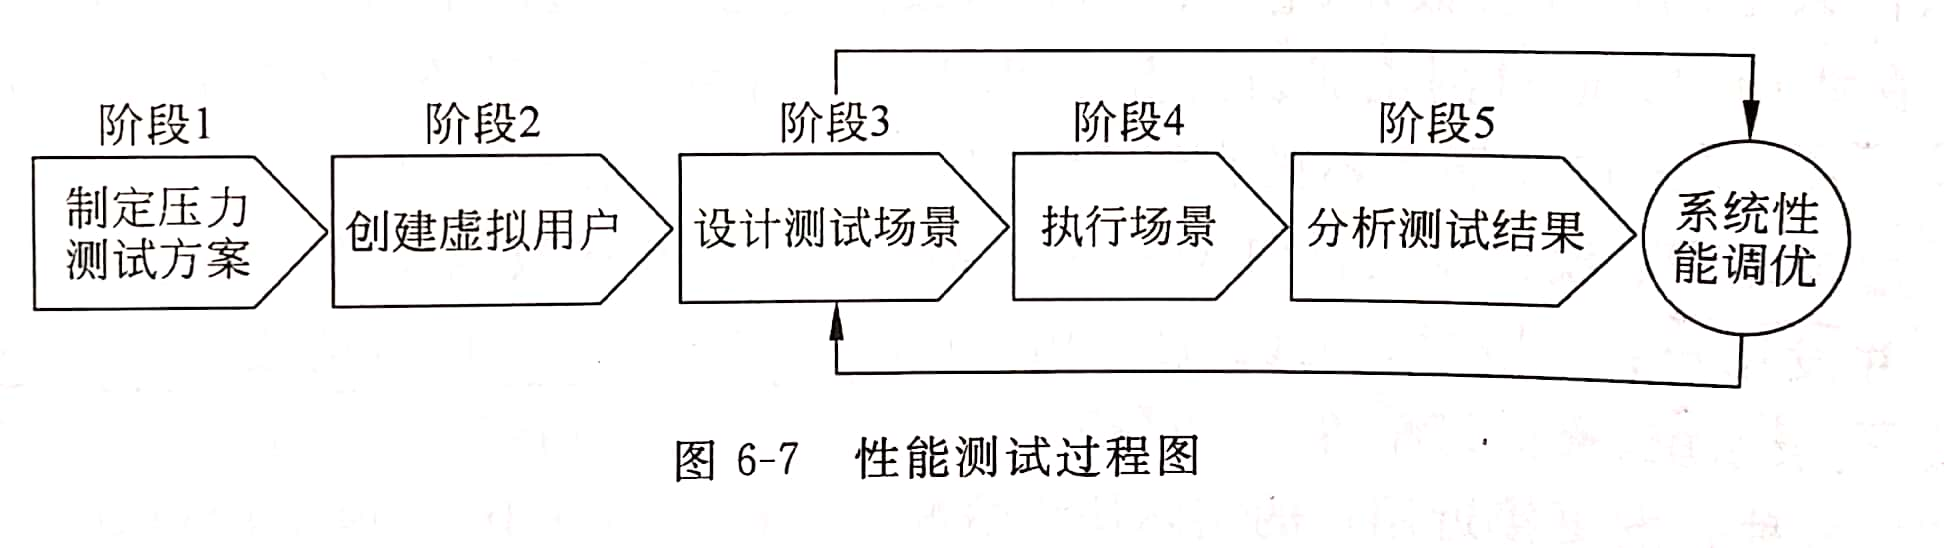 阶段1
制定压力
测试方案
阶段2
创建虚拟用户
阶段3
设计测试场景
阶段4
执行场景
阶段5
分析测试结果
系统性
能调优
图 6-7 性能测试过程图